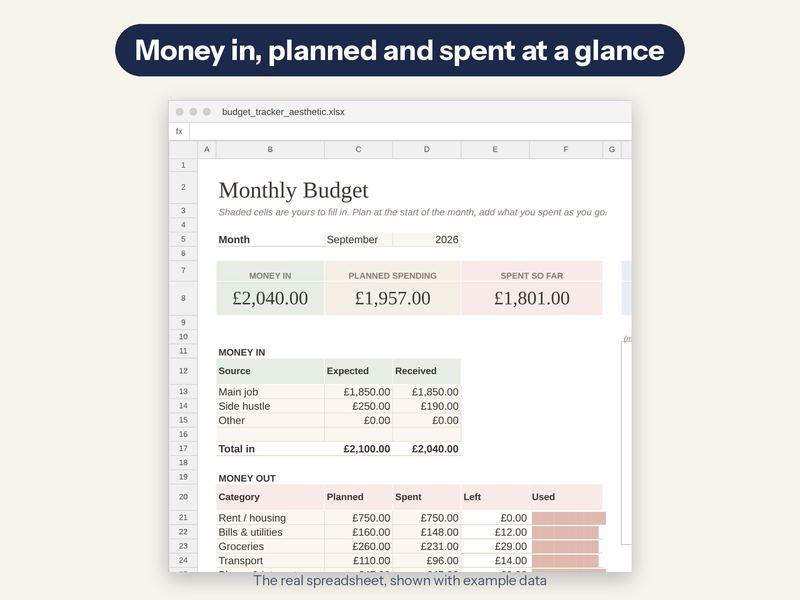 Money in, planned and spent at a glance
budget_tracker_aesthetic.xlsx
fx
A B C D E F G
1
2 Monthly Budget
3 Shaded cells are yours to fill in. Plan at the start of the month, add what you spent as you go.
4
5 Month September 2026
6
7 MONEY IN PLANNED SPENDING SPENT SO FAR
8 £2,040.00 £1,957.00 £1,801.00
9
10
11 MONEY IN
12 Source Expected Received
13 Main job £1,850.00 £1,850.00
14 Side hustle £250.00 £190.00
15 Other £0.00 £0.00
16
17 Total in £2,100.00 £2,040.00
18
19 MONEY OUT
20 Category Planned Spent Left Used
21 Rent / housing £750.00 £750.00 £0.00
22 Bills & utilities £160.00 £148.00 £12.00
23 Groceries £260.00 £231.00 £29.00
24 Transport £110.00 £96.00 £14.00
The real spreadsheet, shown with example data